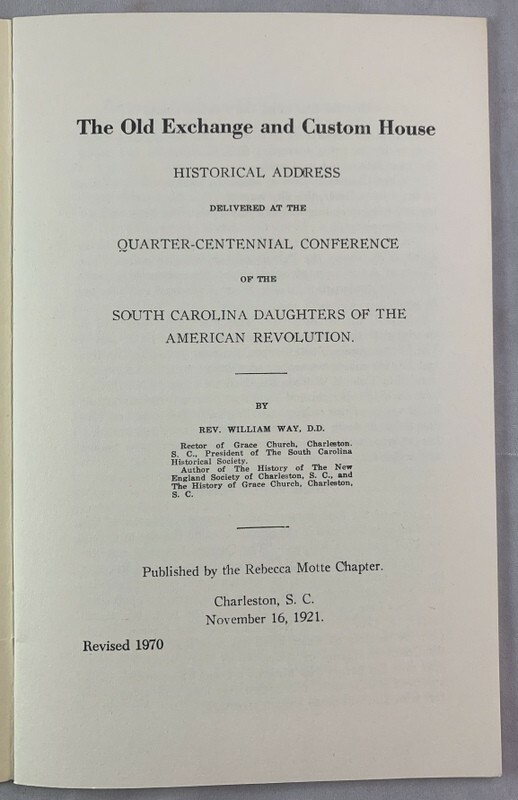 The Old Exchange and Custom House
HISTORICAL ADDRESS
DELIVERED AT THE
QUARTER-CENTENNIAL CONFERENCE
OF THE
SOUTH CAROLINA DAUGHTERS OF THE
AMERICAN REVOLUTION.
BY
REV. WILLIAM WAY, D.D.
Rector of Grace Church, Charleston.
S. C., President of The South Carolina
Historical Society.
Author of The History of The New
England Society of Charleston, S. C., and
The History of Grace Church, Charleston,
S. C.
Published by the Rebecca Motte Chapter.
Charleston, S. C.
November 16, 1921.
Revised 1970